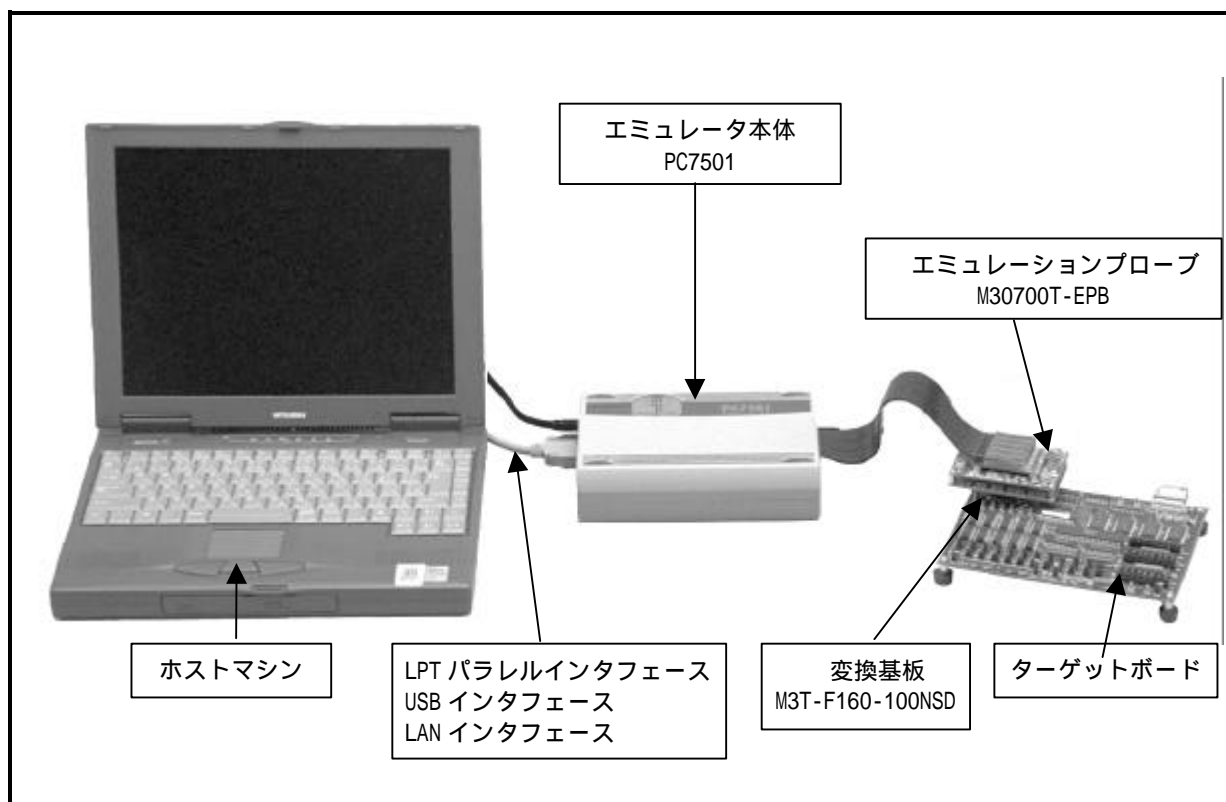 エミュレータ本体
PC7501
エミュレーションプローブ
M30700T-EPB
PC7501
ホストマシン
LPT パラレルインタフェース
USB インタフェース
LAN インタフェース
変換基板
M3T-F160-100NSD
ターゲットボード